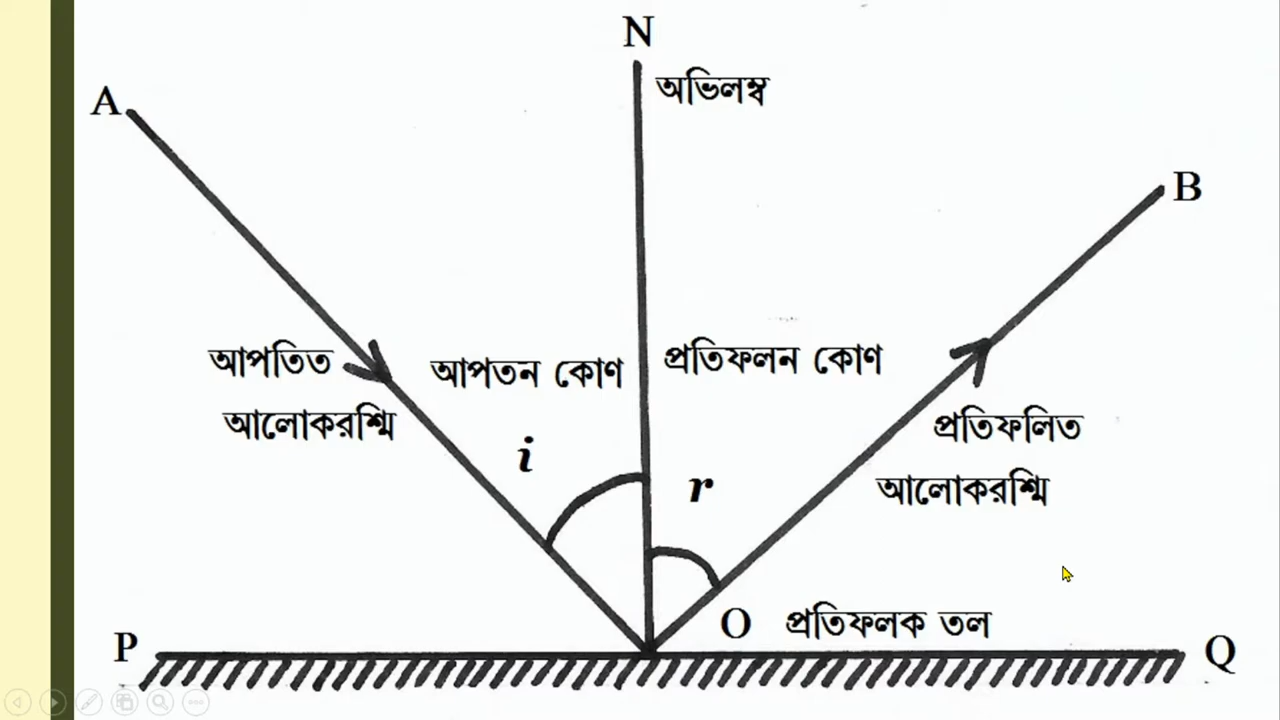 N
অভিলম্ব
A
B
আপতিত
আলোকরশ্মি
আপতন কোণ
প্রতিফলন কোণ
i
r
প্রতিফলিত
আলোকরশ্মি
O
প্রতিফলক তল
P
Q